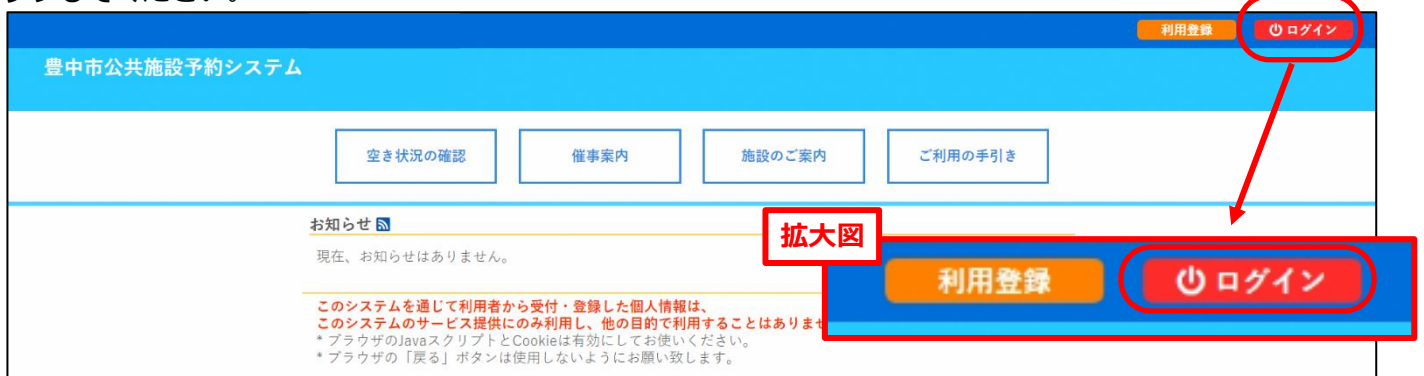 利用登録 ログイン
豊中市公共施設予約システム
空き状況の確認 催事案内 施設のご案内 ご利用の手引き
お知らせ
現在、お知らせはありません。
拡大図
利用登録 ログイン
このシステムを通じて利用者から受付・登録した個人情報は、
このシステムのサービス提供にのみ利用し、他の目的で利用することはありませ
* ブラウザのJavaスクリプトとCookieは有効にしてお使いください。
* ブラウザの「戻る」ボタンは使用しないようにお願い致します。